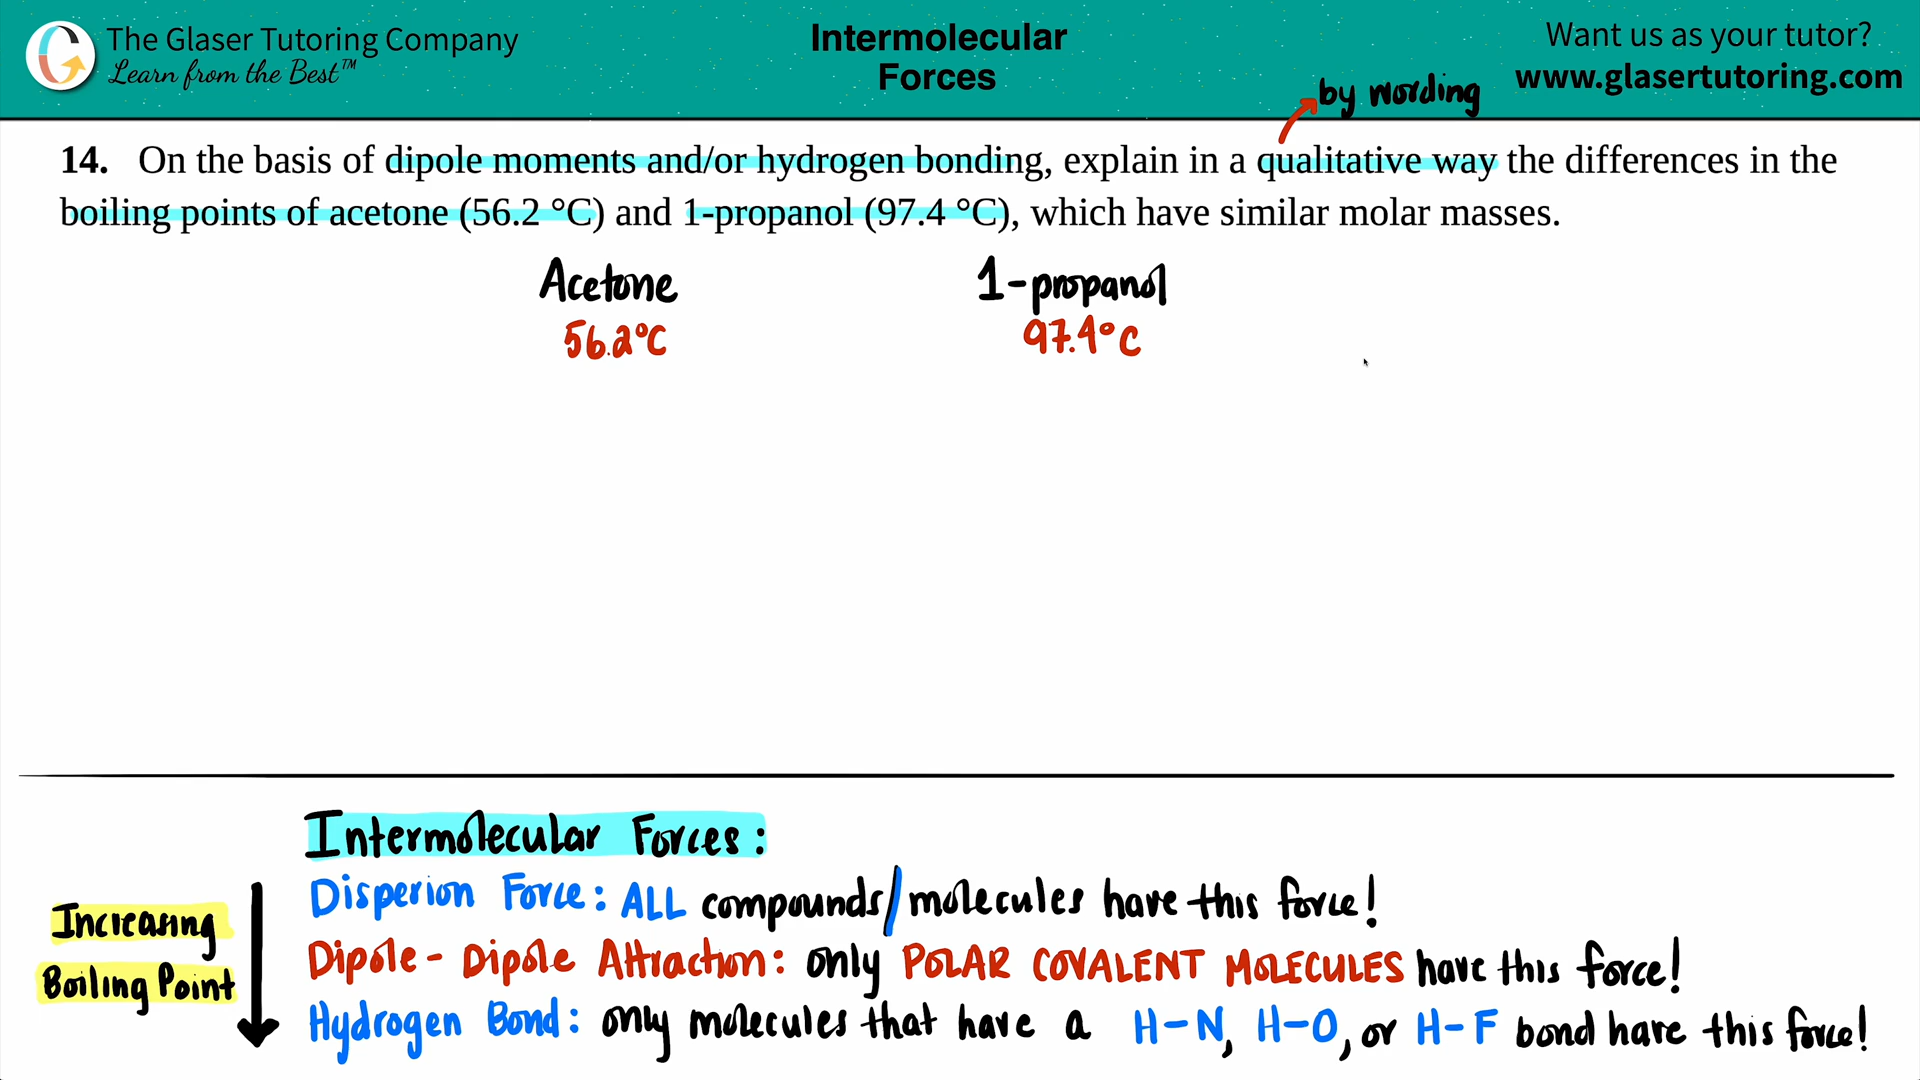 The Glaser Tutoring Company
Learn from the Best™
Intermolecular
Forces
Want us as your tutor?
www.glasertutoring.com
by wording
14. On the basis of dipole moments and/or hydrogen bonding, explain in a qualitative way the differences in the
boiling points of acetone (56.2 °C) and 1-propanol (97.4 °C), which have similar molar masses.
Acetone
1-propanol
56.2°C
97.4°C
Intermolecular Forces:
Increasing
Boiling Point
Disperion Force: ALL compounds/molecules have this force!
Dipole-Dipole Attraction: only POLAR COVALENT MOLECULES have this force!
Hydrogen Bond: only molecules that have a H-N, H-O, or H-F bond have this force!